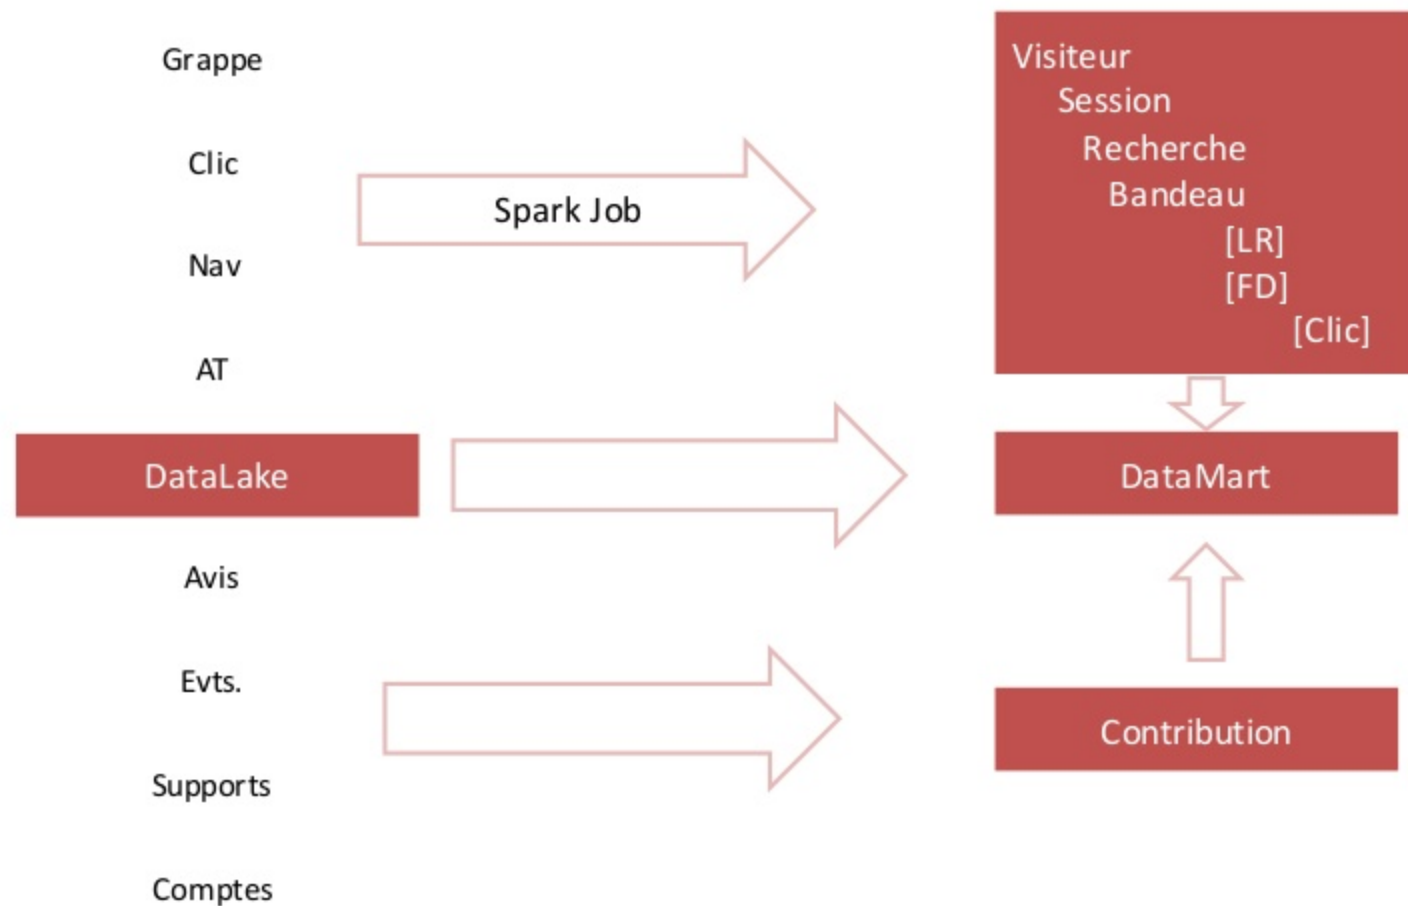 Grappe
Clic
Nav
AT
DataLake
Avis
Evts.
Supports
Comptes
Spark Job
Visiteur
Session
Recherche
Bandeau
[LR]
[FD]
[Clic]
DataMart
Contribution